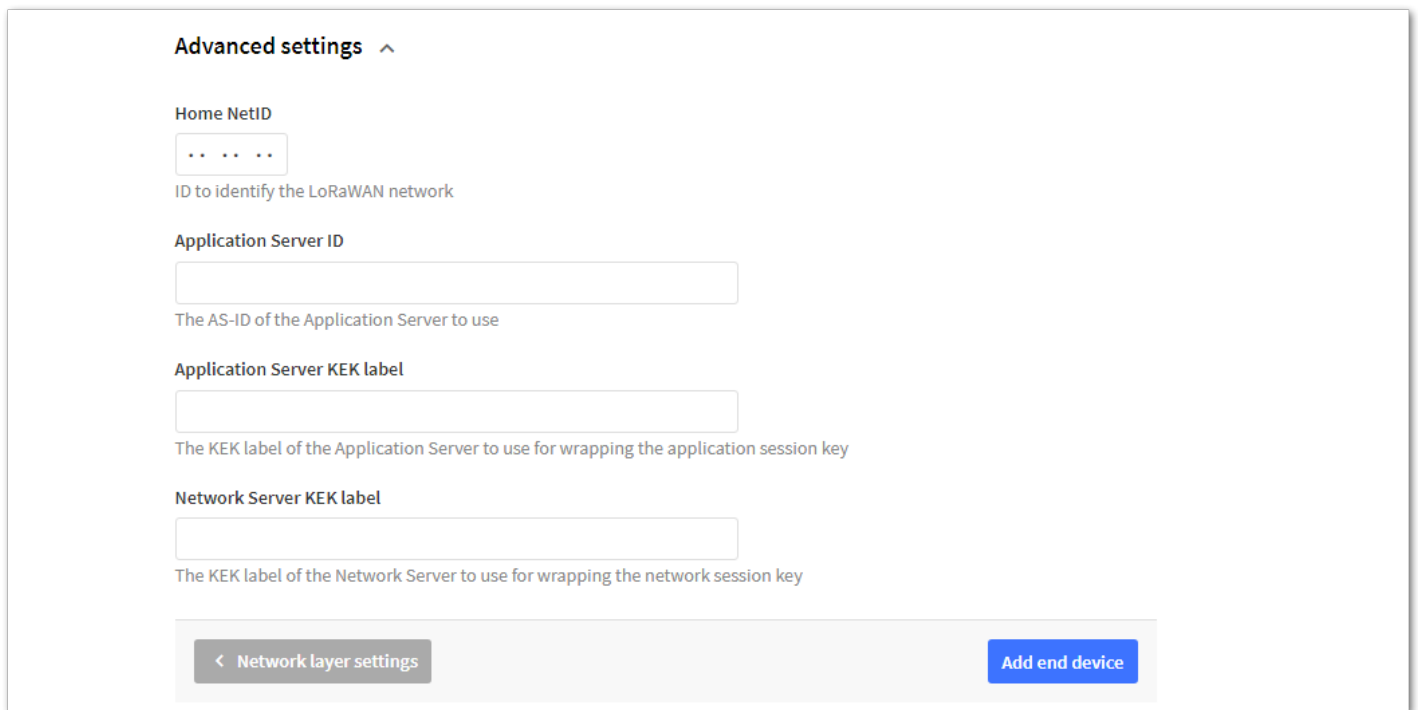 Advanced settings
Home NetID
·· ·· ··
ID to identify the LoRaWAN network
Application Server ID
The AS-ID of the Application Server to use
Application Server KEK label
The KEK label of the Application Server to use for wrapping the application session key
Network Server KEK label
The KEK label of the Network Server to use for wrapping the network session key
Network layer settings
Add end device